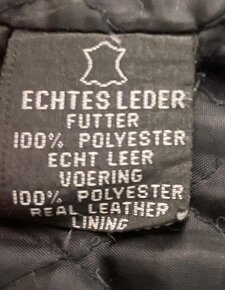 ECHTES LEDER
FUTTER
100% POLYESTER
ECHT LEER
VOERING
100% POLYESTER
REAL LEATHER
LINING